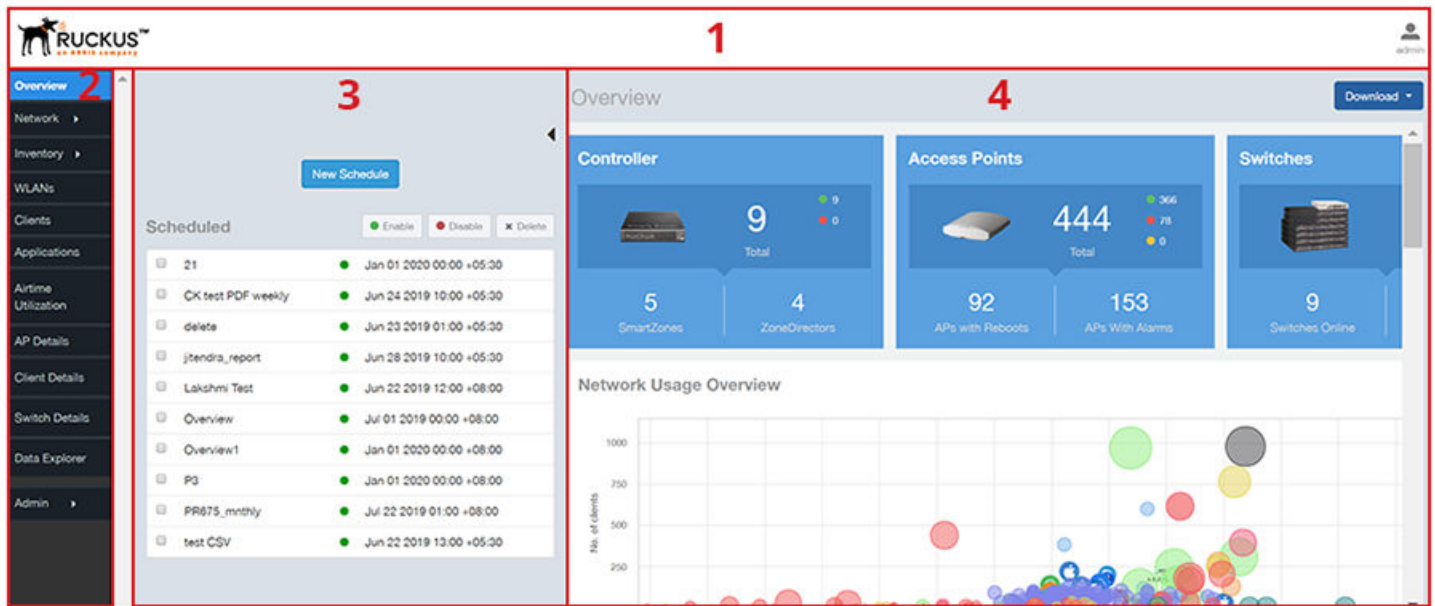 RUCKUS™
an ARRIS company
1
admin
Overview
2
Network
Inventory
WLANs
Clients
Applications
Airtime
Utilization
AP Details
Client Details
Switch Details
Data Explorer
Admin
3
New Schedule
Scheduled
Enable
Disable
Delete
21 Jan 01 2020 00:00 +05:30
CK test PDF weekly Jun 24 2019 10:00 +05:30
delete Jun 23 2019 01:00 +05:30
jitendra_report Jun 28 2019 10:00 +05:30
Lakshmi Test Jun 22 2019 12:00 +08:00
Overview Jul 01 2019 00:00 +08:00
Overview1 Jan 01 2020 00:00 +08:00
P3 Jan 01 2020 00:00 +08:00
PR675_mnthly Jul 22 2019 01:00 +08:00
test CSV Jun 22 2019 13:00 +05:30
Overview
4
Download
Controller
9
Total
9
0
5
SmartZones
4
ZoneDirectors
Access Points
444
Total
366
78
0
92
APs with Reboots
153
APs With Alarms
Switches
9
Switches Online
Network Usage Overview
No. of clients
1000
750
500
250